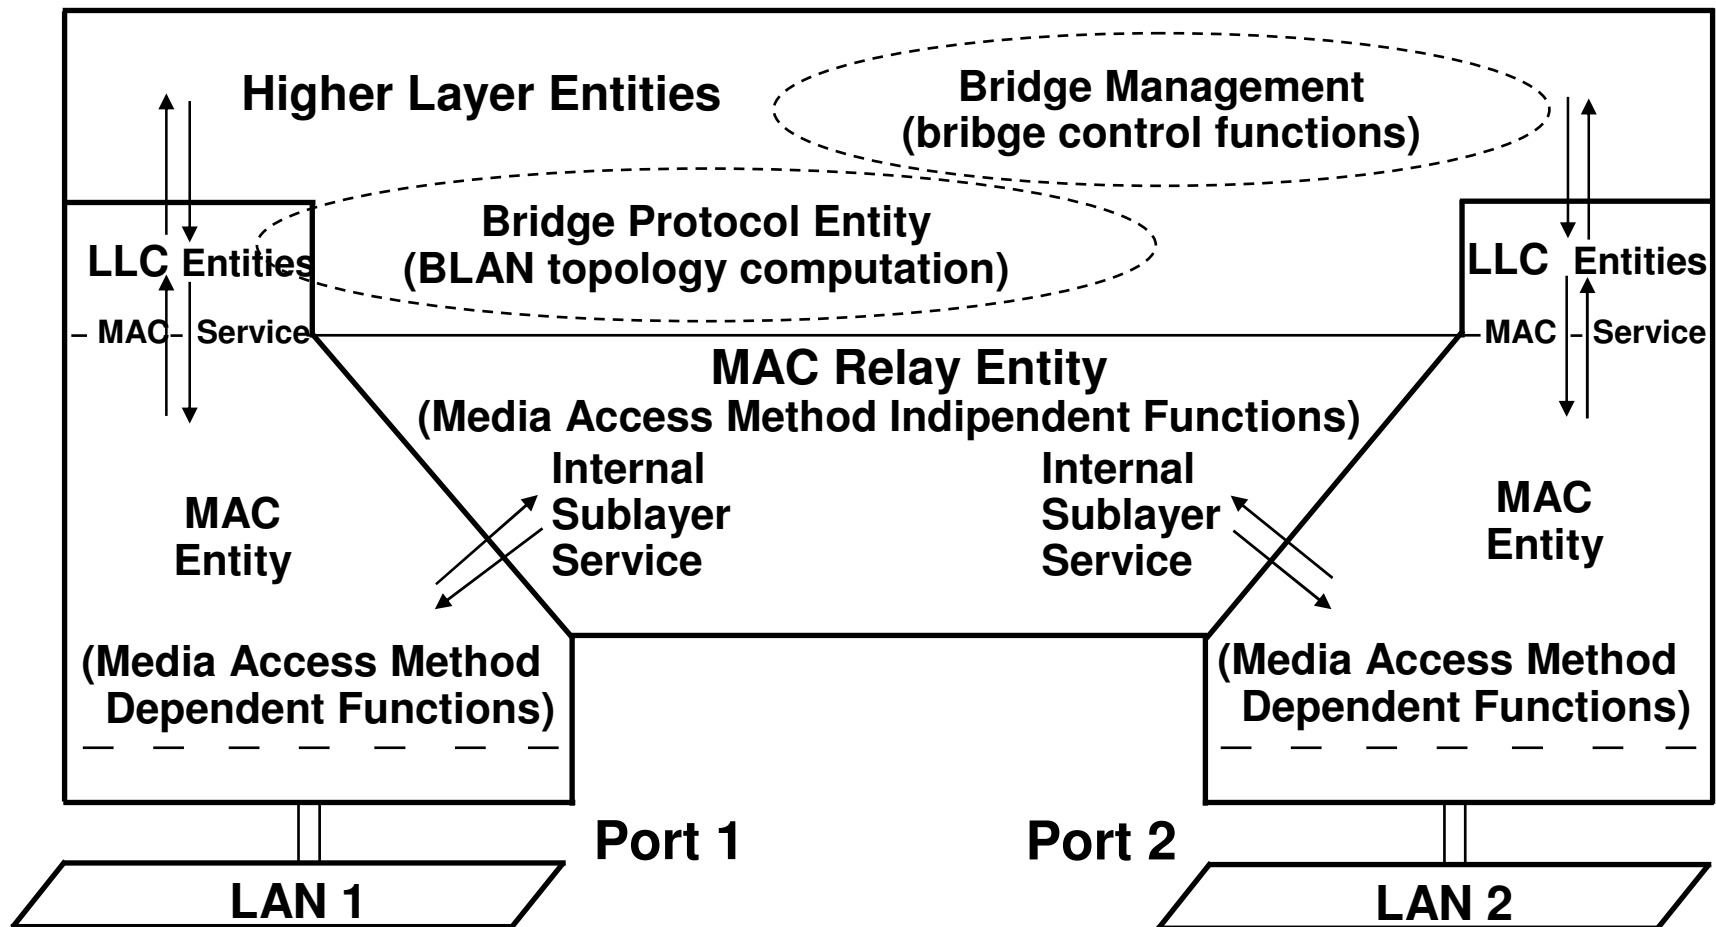 Higher Layer Entities
Bridge Management
(bribge control functions)
Bridge Protocol Entity
(BLAN topology computation)
LLC Entities
LLC Entities
MAC Service
MAC Service
MAC Relay Entity
(Media Access Method Indipendent Functions)
Internal
Sublayer
Service
Internal
Sublayer
Service
MAC
Entity
MAC
Entity
(Media Access Method
Dependent Functions)
(Media Access Method
Dependent Functions)
Port 1
Port 2
LAN 1
LAN 2